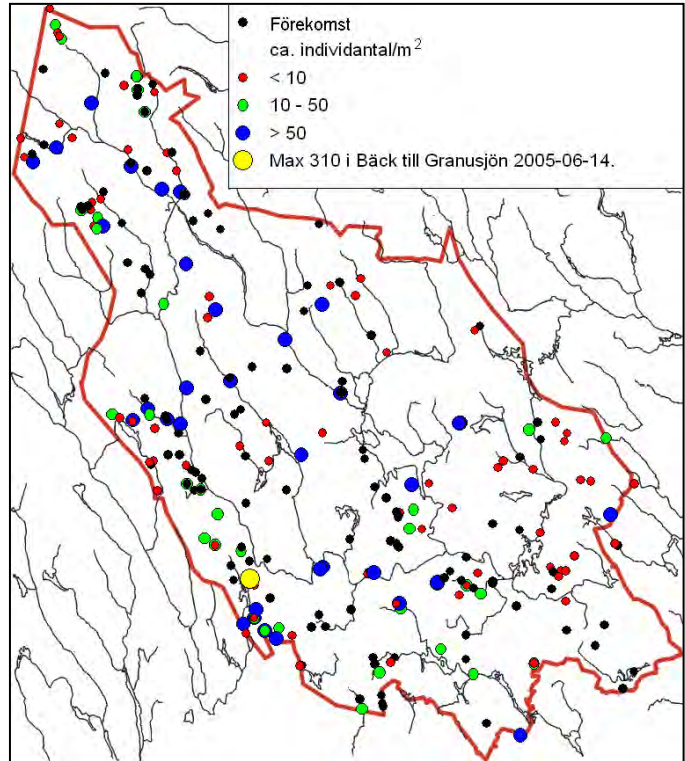 Förekomst
ca. individantal/m²
< 10
10 - 50
> 50
Max 310 i Bäck till Granusjön 2005-06-14.